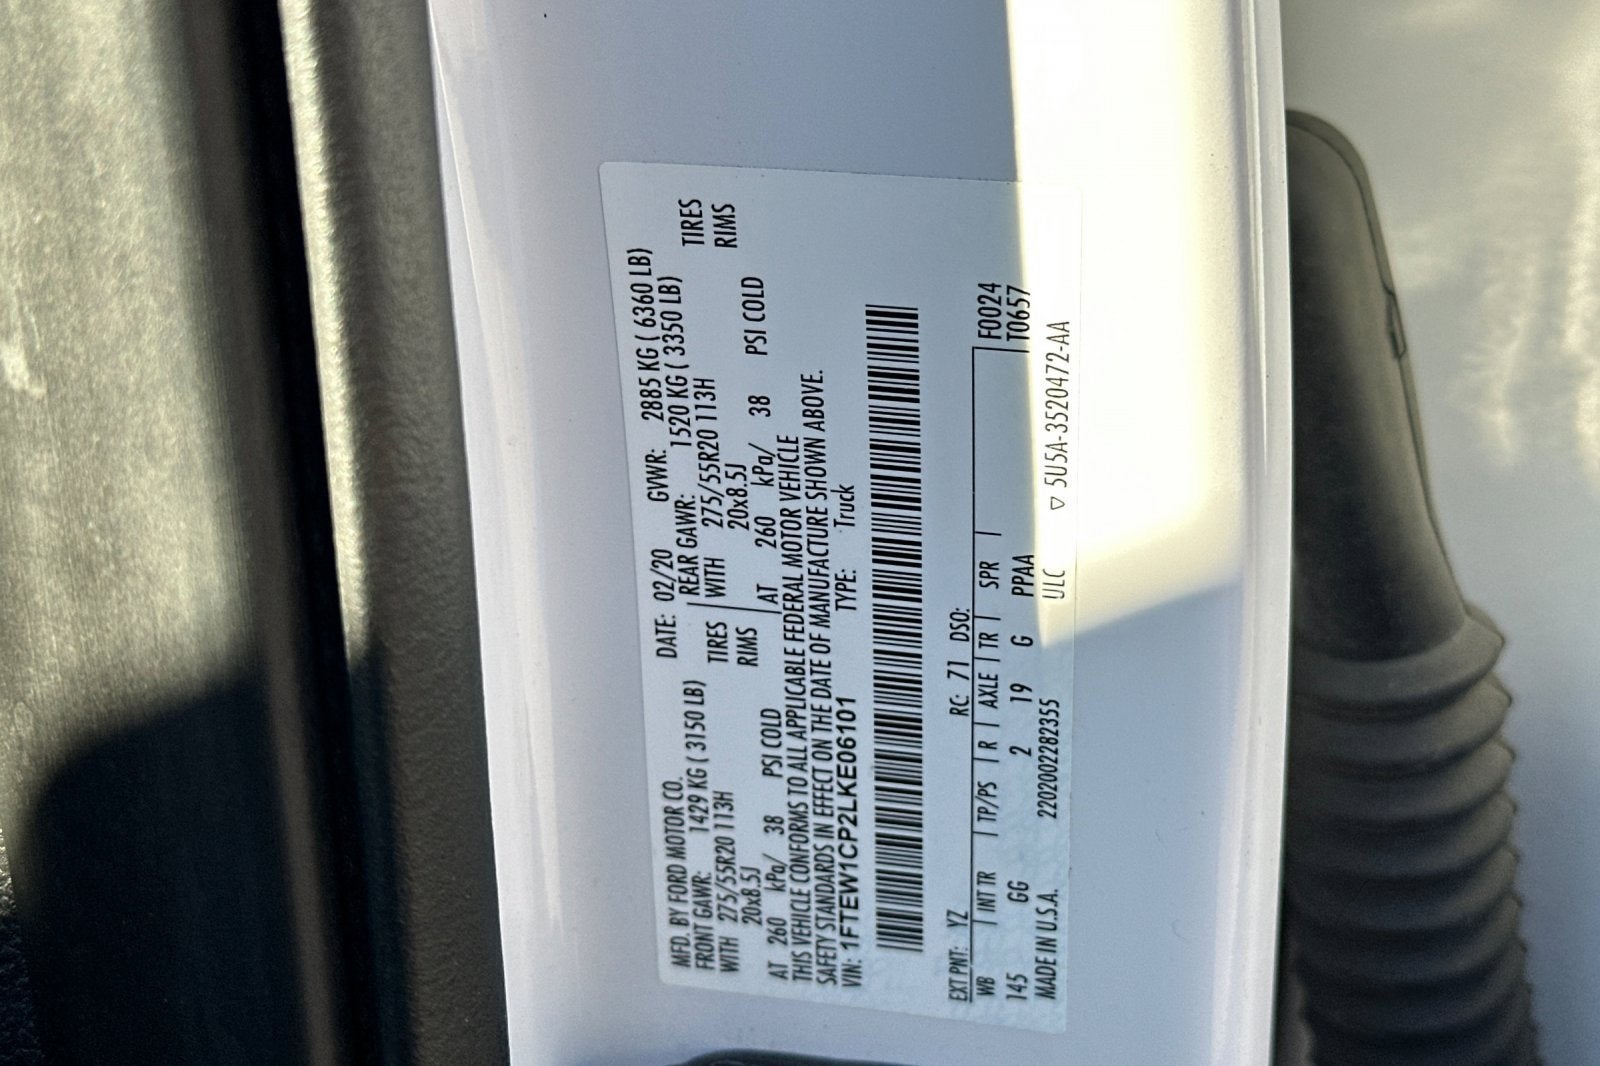 MFD. BY FORD MOTOR CO.
DATE: 02/20 GVWR: 2885 KG ( 6360 LB)
FRONT GAWR: 1429 KG ( 3150 LB) REAR GAWR: 1520 KG ( 3350 LB)
WITH 275/55R20 113H TIRES WITH 275/55R20 113H TIRES
20x8.5J RIMS 20x8.5J RIMS
AT 260 kPa/ 38 PSI COLD AT 260 kPa/ 38 PSI COLD
THIS VEHICLE CONFORMS TO ALL APPLICABLE FEDERAL MOTOR VEHICLE
SAFETY STANDARDS IN EFFECT ON THE DATE OF MANUFACTURE SHOWN ABOVE.
VIN: 1FTEW1CP2LKE06101 TYPE: Truck
EXT PNT: YZ RC: 71 DSO:
WB | INT TR | TP/PS | R | AXLE | TR | SPR | F0024
145 GG 2 19 G PPAA T0657
MADE IN U.S.A. 2202002282355 ULC ▽ 5U5A-3520472-AA